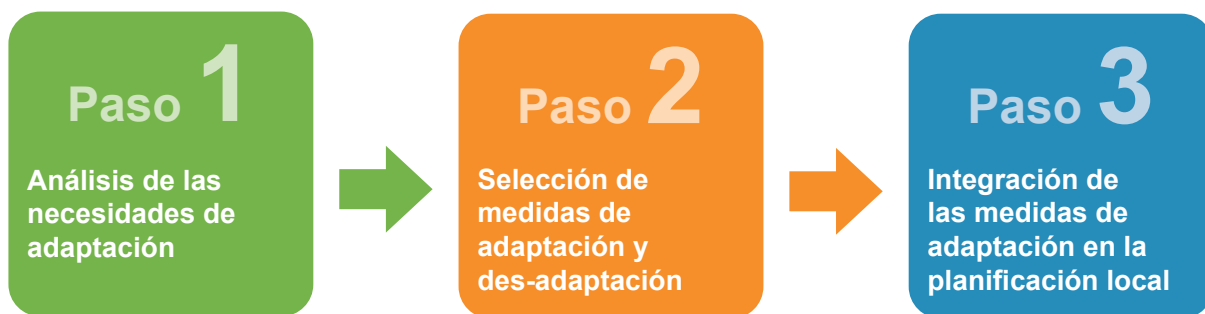 Paso 1
Análisis de las
necesidades de
adaptación
Paso 2
Selección de
medidas de
adaptación y
des-adaptación
Paso 3
Integración de
las medidas de
adaptación en la
planificación local